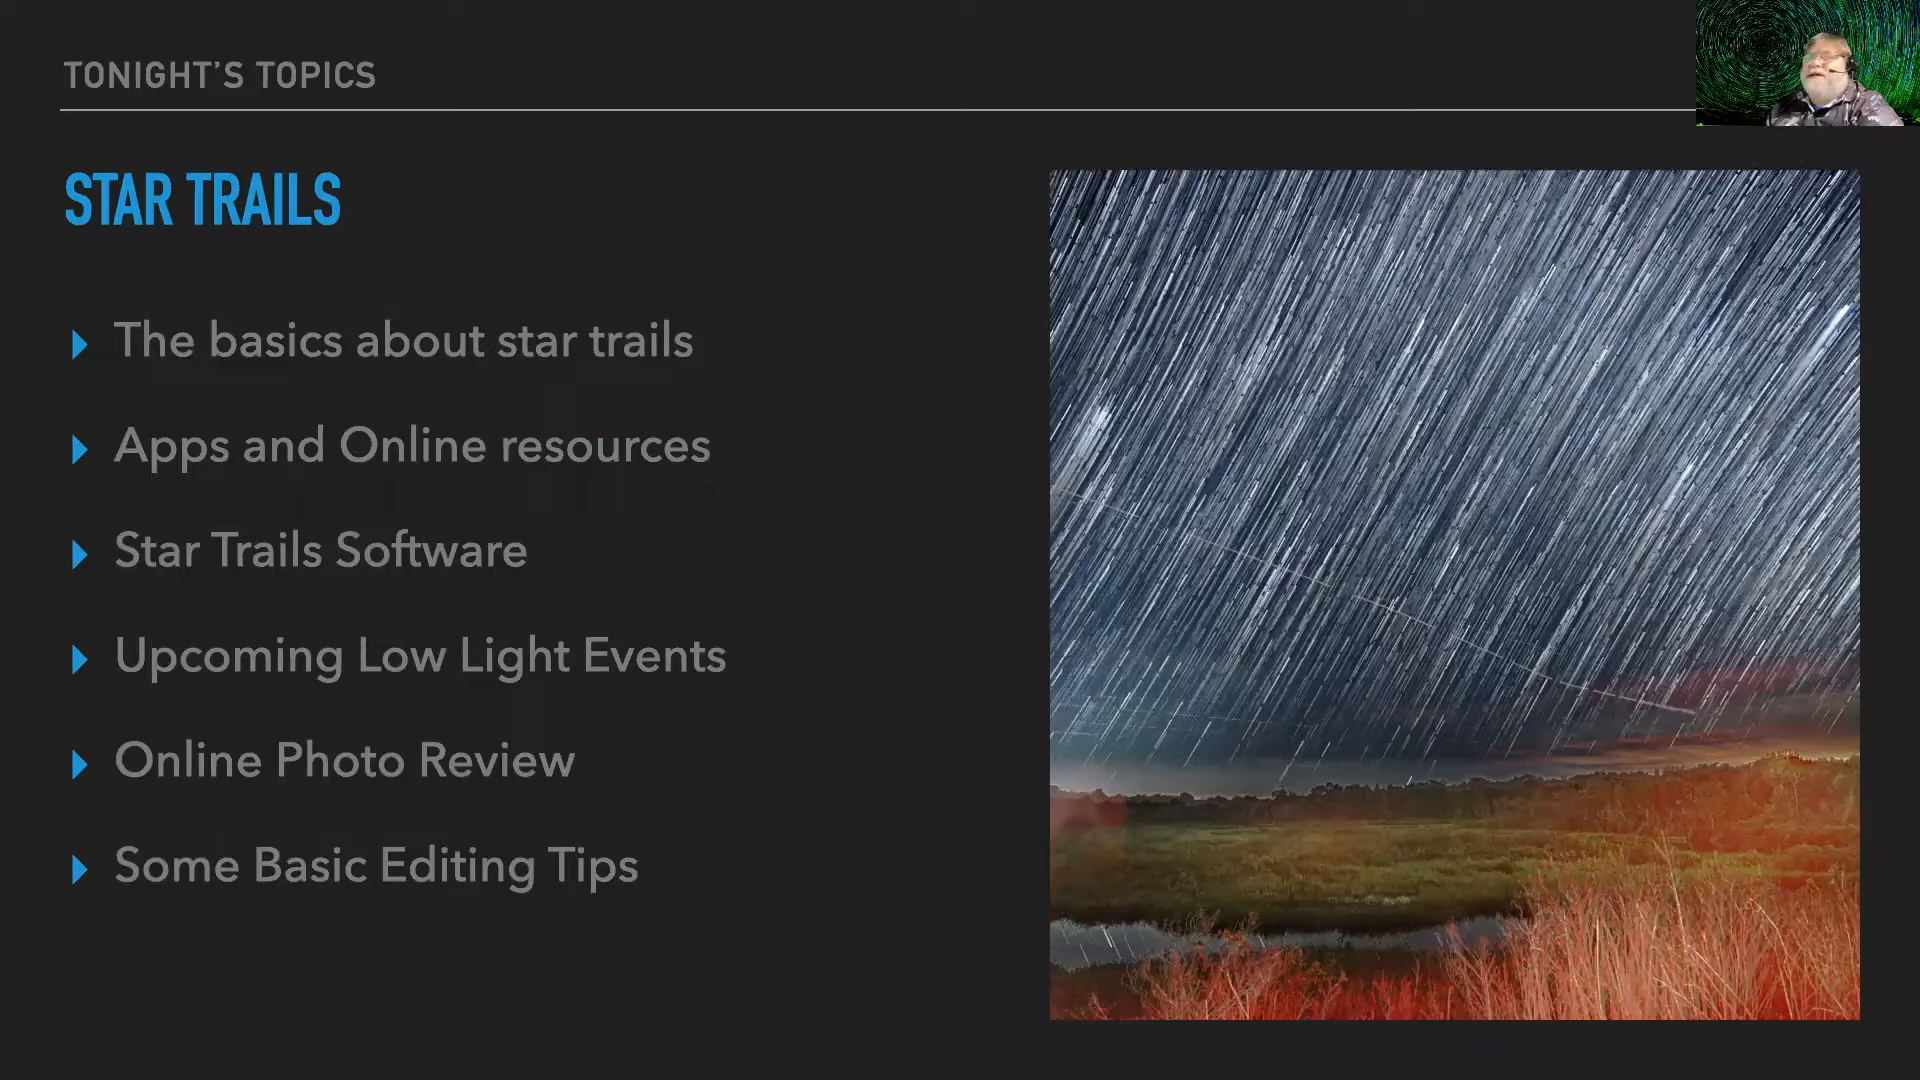 TONIGHT'S TOPICS
STAR TRAILS
The basics about star trails
Apps and Online resources
Star Trails Software
Upcoming Low Light Events
Online Photo Review
Some Basic Editing Tips